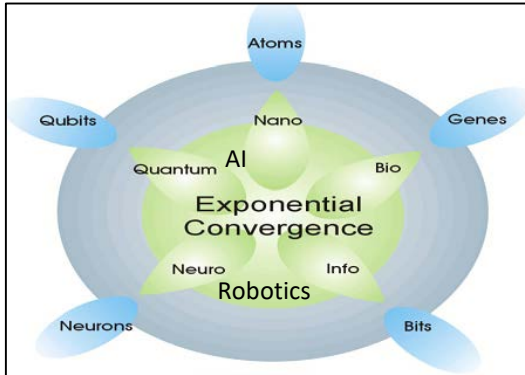 Atoms
Qubits
Genes
Nano
AI
Quantum
Bio
Exponential
Convergence
Neuro
Info
Robotics
Neurons
Bits